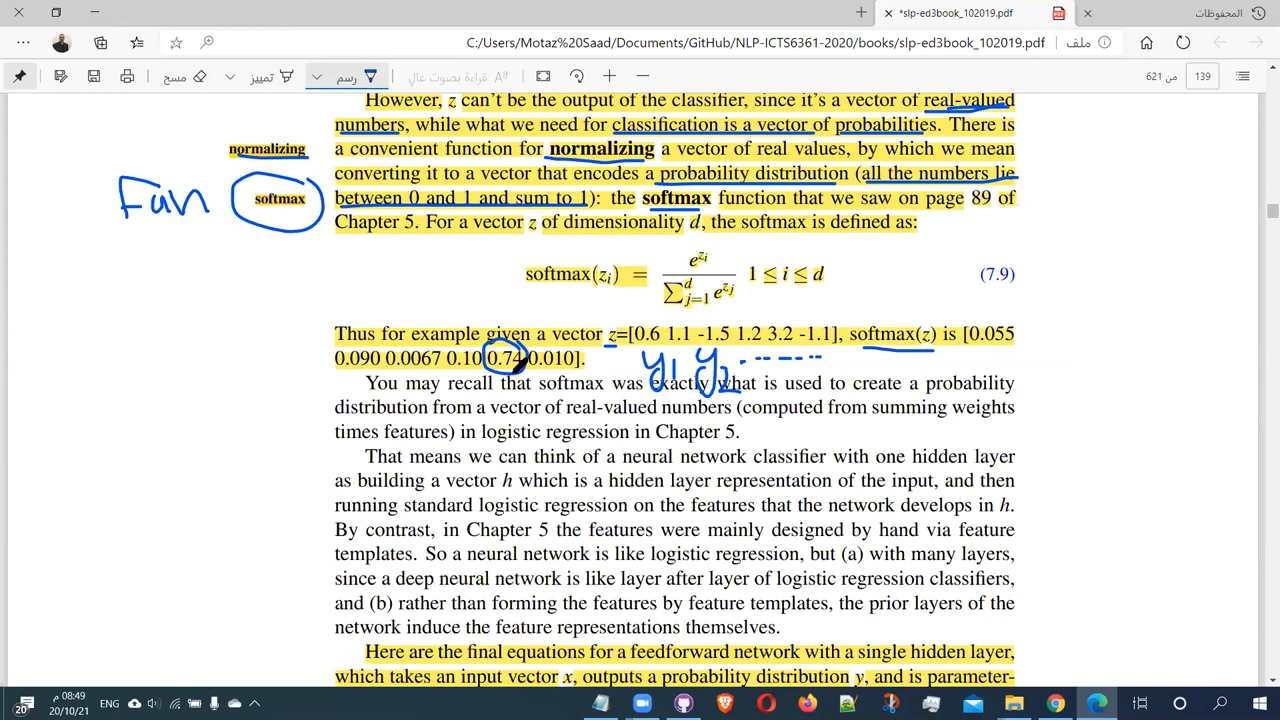 *slp-ed3book_102019.pdf
المحفوظات
C:/Users/Motaz%20Saad/Documents/GitHub/NLP-ICTS6361-2020/books/slp-ed3book_102019.pdf
ملف
مسح
تمييز
رسم
قراءة بصوت عالٍ
من 621
139
However, z can't be the output of the classifier, since it's a vector of real-valued
numbers, while what we need for classification is a vector of probabilities. There is
normalizing
a convenient function for normalizing a vector of real values, by which we mean
converting it to a vector that encodes a probability distribution (all the numbers lie
Fun
softmax
between 0 and 1 and sum to 1): the softmax function that we saw on page 89 of
Chapter 5. For a vector z of dimensionality d, the softmax is defined as:
softmax(zi) = e^{zi} / ∑_{j=1}^{d} e^{zj} 1 ≤ i ≤ d (7.9)
Thus for example given a vector z=[0.6 1.1 -1.5 1.2 3.2 -1.1], softmax(z) is [0.055
0.090 0.0067 0.10 0.74 0.010].
y1 y2 .------
You may recall that softmax was exactly what is used to create a probability
distribution from a vector of real-valued numbers (computed from summing weights
times features) in logistic regression in Chapter 5.
That means we can think of a neural network classifier with one hidden layer
as building a vector h which is a hidden layer representation of the input, and then
running standard logistic regression on the features that the network develops in h.
By contrast, in Chapter 5 the features were mainly designed by hand via feature
templates. So a neural network is like logistic regression, but (a) with many layers,
since a deep neural network is like layer after layer of logistic regression classifiers,
and (b) rather than forming the features by feature templates, the prior layers of the
network induce the feature representations themselves.
Here are the final equations for a feedforward network with a single hidden layer,
which takes an input vector x, outputs a probability distribution y, and is parameter-
08:49 م
20/10/21
ENG
20